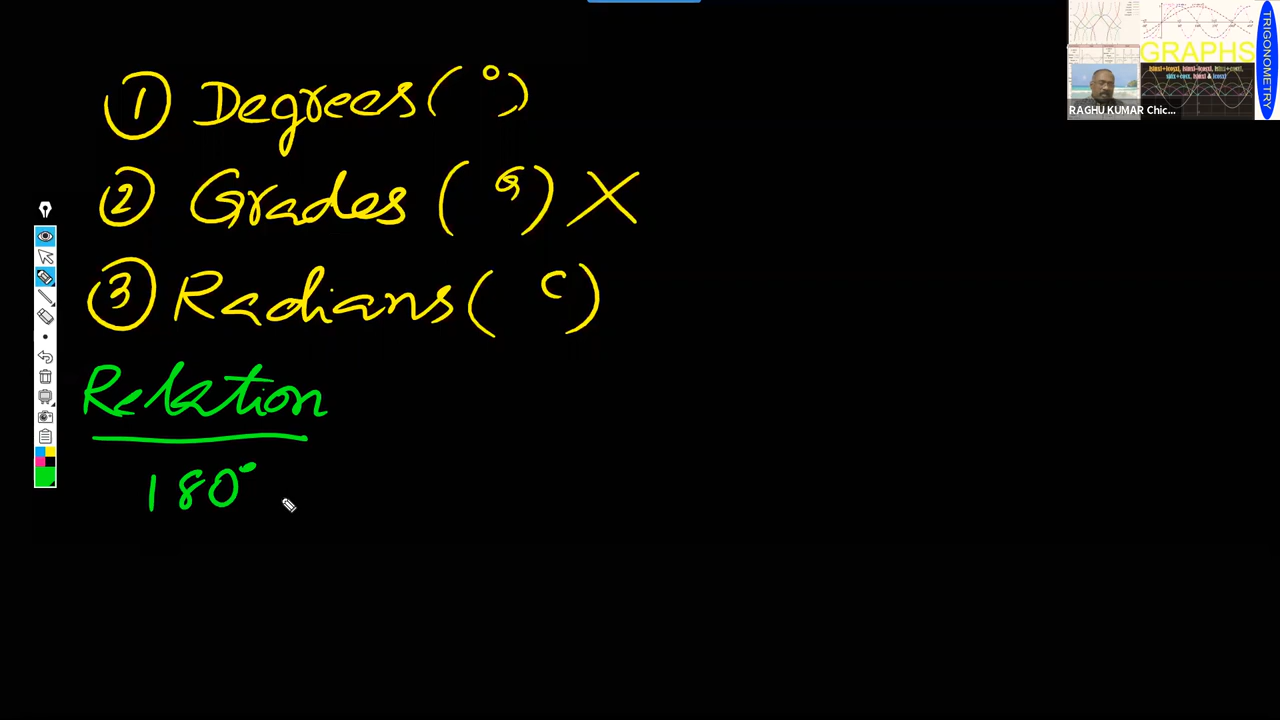 ① Degrees ( ° )
② Grades ( g ) X
③ Radians ( c )
Relation
180°
GRAPHS
TRIGONOMETRY
RAGHU KUMAR Chic...